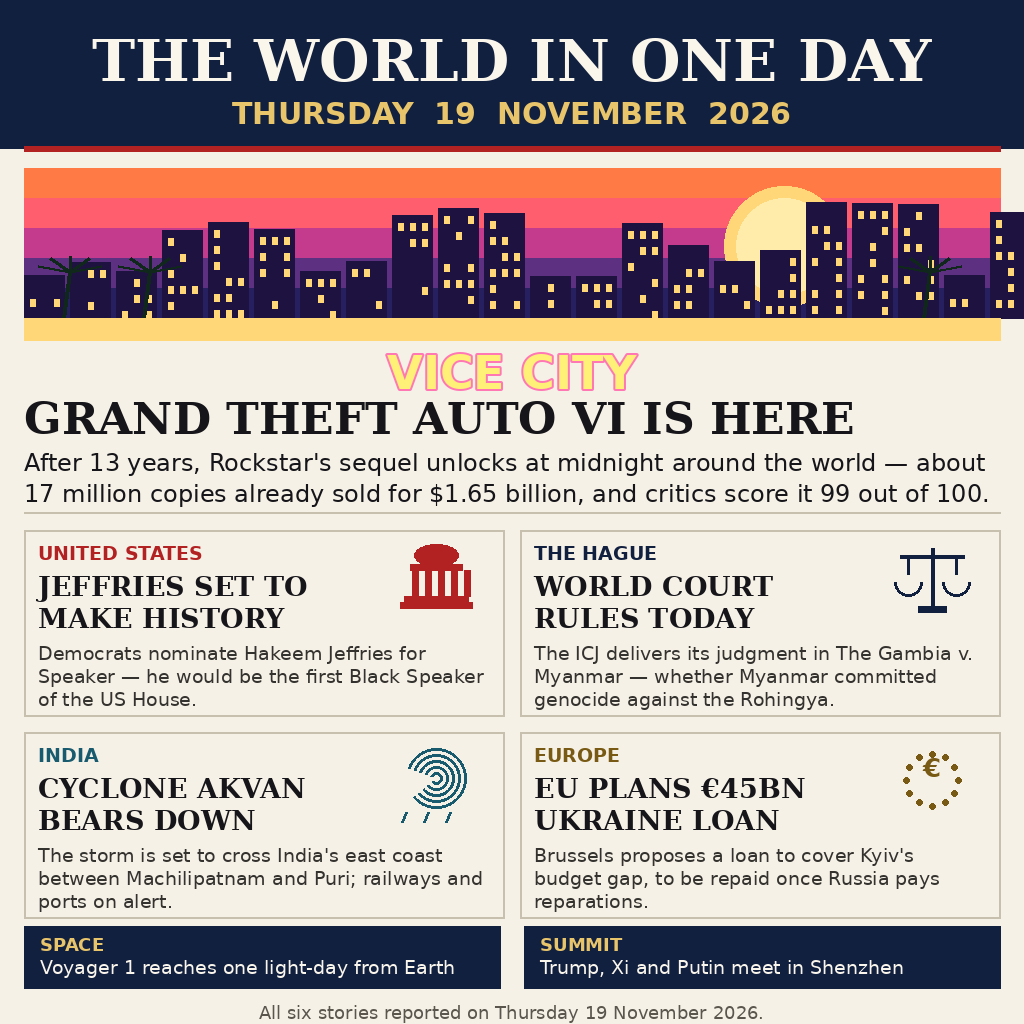 THE WORLD IN ONE DAY
THURSDAY 19 NOVEMBER 2026
VICE CITY
GRAND THEFT AUTO VI IS HERE
After 13 years, Rockstar's sequel unlocks at midnight around the world — about
17 million copies already sold for $1.65 billion, and critics score it 99 out of 100.
UNITED STATES
JEFFRIES SET TO
MAKE HISTORY
Democrats nominate Hakeem Jeffries for
Speaker — he would be the first Black Speaker
of the US House.
THE HAGUE
WORLD COURT
RULES TODAY
The ICJ delivers its judgment in The Gambia v.
Myanmar — whether Myanmar committed
genocide against the Rohingya.
INDIA
CYCLONE AKVAN
BEARS DOWN
The storm is set to cross India's east coast
between Machilipatnam and Puri; railways and
ports on alert.
EUROPE
€
EU PLANS €45BN
UKRAINE LOAN
Brussels proposes a loan to cover Kyiv's
budget gap, to be repaid once Russia pays
reparations.
SPACE
Voyager 1 reaches one light-day from Earth
SUMMIT
Trump, Xi and Putin meet in Shenzhen
All six stories reported on Thursday 19 November 2026.